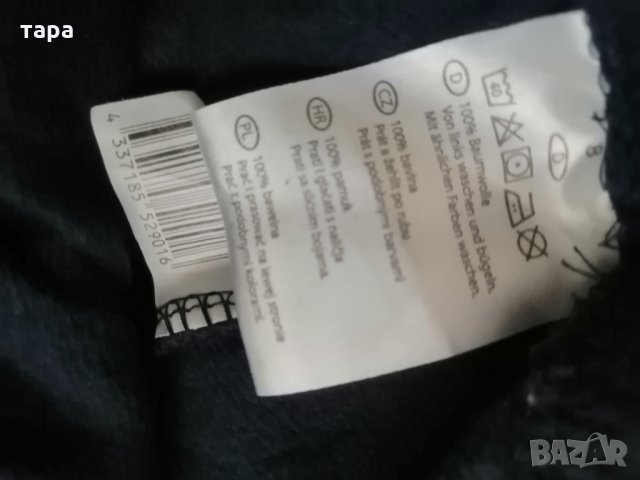 тара
D
8
40
D 100% Baumwolle
Von links waschen und bügeln.
Mit ähnlichen Farben waschen.
CZ 100% bavlna
Prát a žehlit po rubu
Prát s podobnými barvami
HR 100% pamuk
Prati i glačati s naličja
Prati sa sličnim bojama.
PL 100% bawełna
Prać i prasować na lewej stronie
Prać z podobnymi kolorami.
4 337185 529016
BAZAR